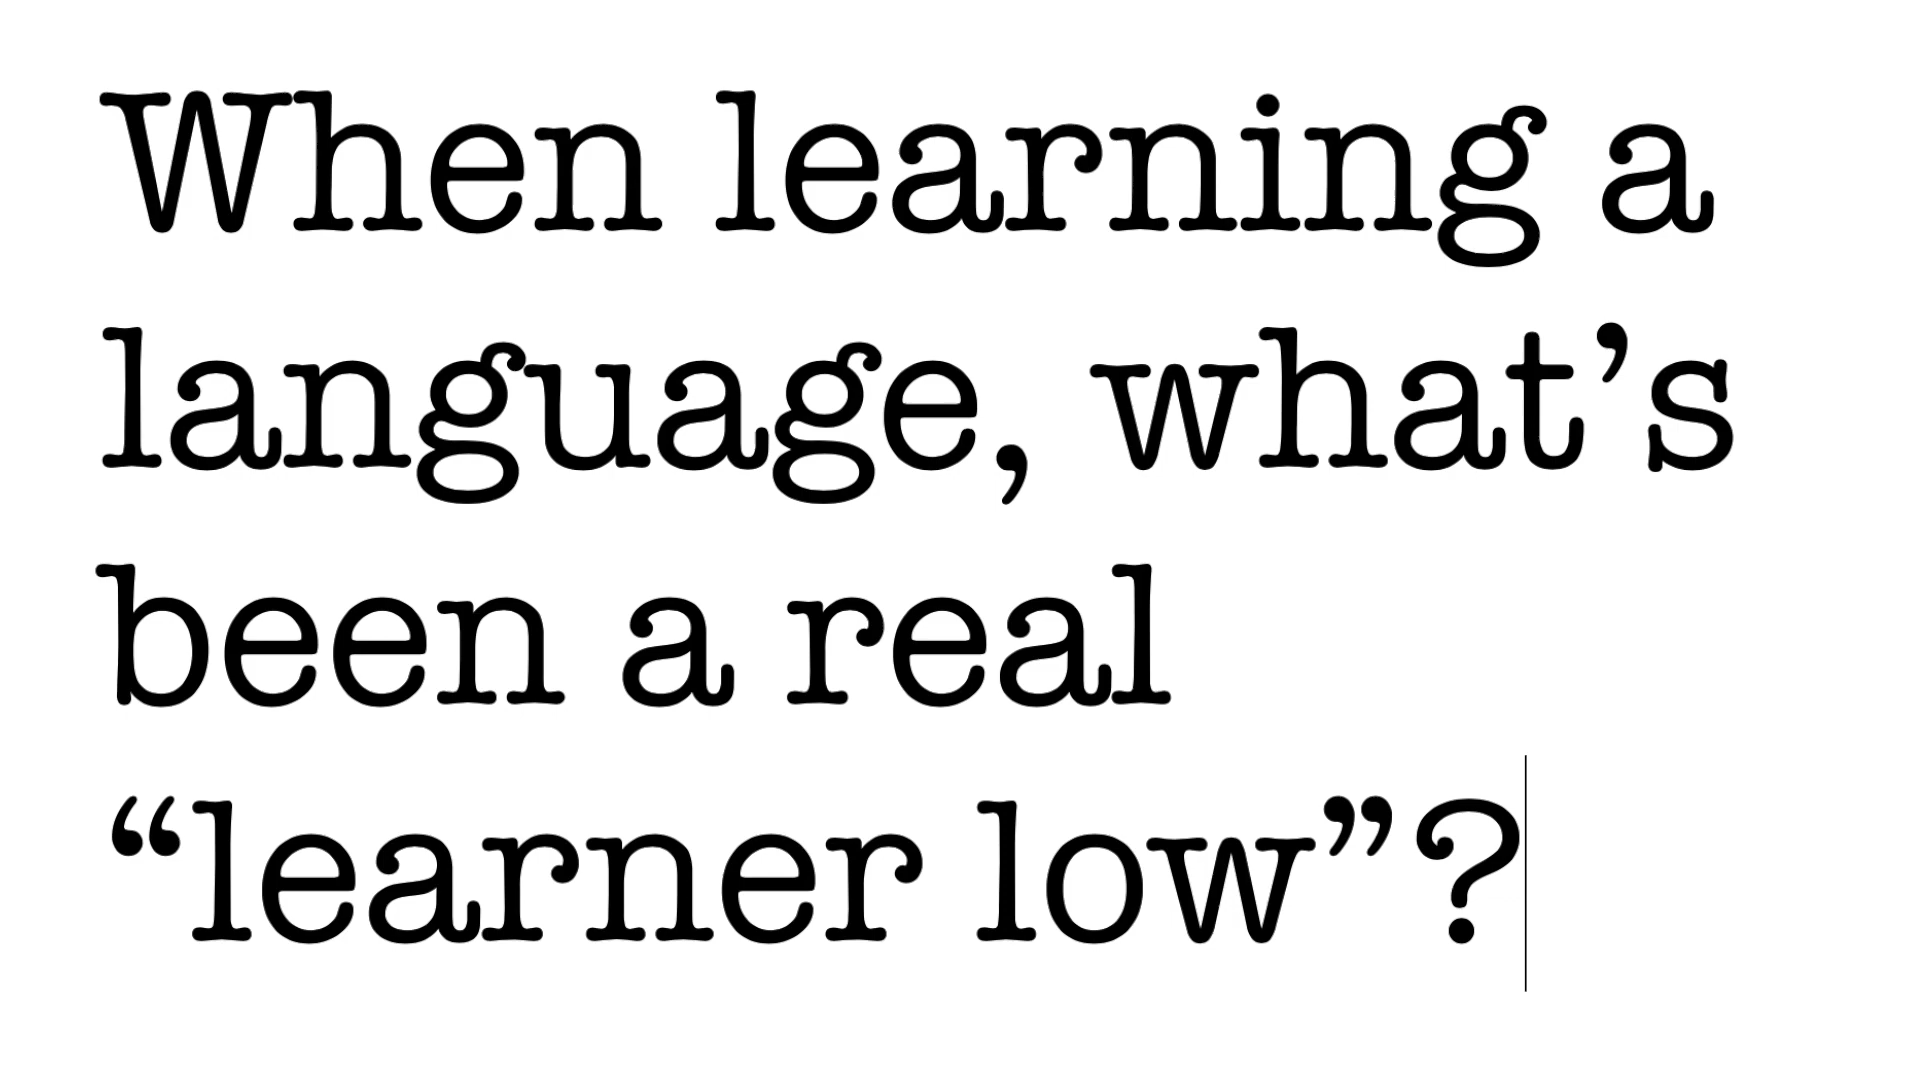 When learning a
language, what’s
been a real
“learner low”?